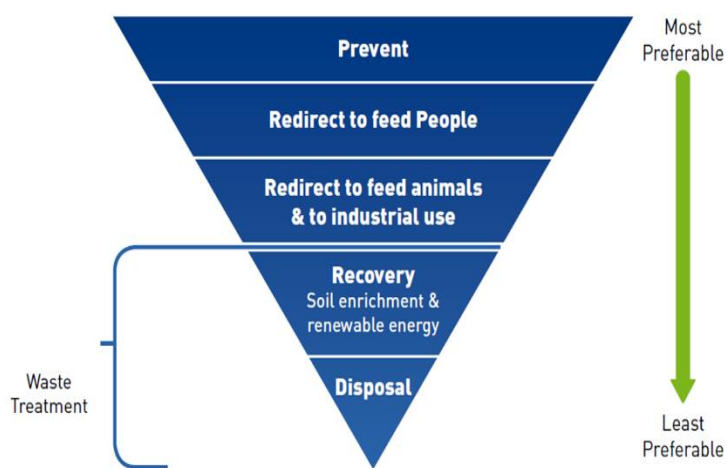 Most
Preferable
Prevent
Redirect to feed People
Redirect to feed animals
& to industrial use
Recovery
Soil enrichment &
renewable energy
Disposal
Waste
Treatment
Least
Preferable